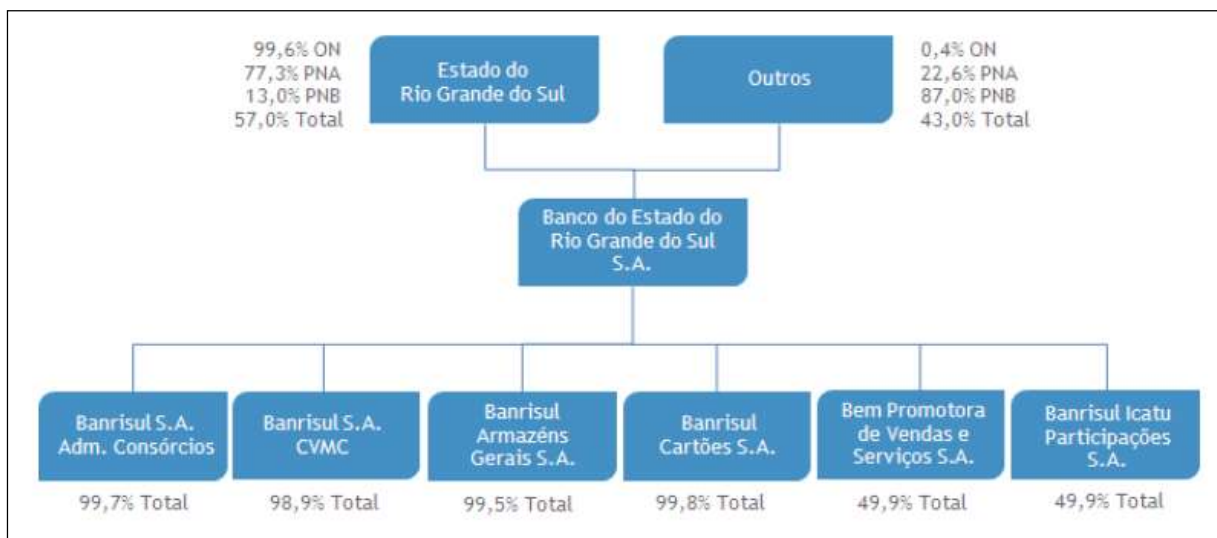 99,6% ON
77,3% PNA
13,0% PNB
57,0% Total
Estado do
Rio Grande do Sul
Outros
0,4% ON
22,6% PNA
87,0% PNB
43,0% Total
Banco do Estado do
Rio Grande do Sul
S.A.
Banrisul S.A.
Adm. Consórcios
99,7% Total
Banrisul S.A.
CVMC
98,9% Total
Banrisul
Armazéns
Gerais S.A.
99,5% Total
Banrisul
Cartões S.A.
99,8% Total
Bem Promotora
de Vendas e
Serviços S.A.
49,9% Total
Banrisul Icatu
Participações
S.A.
49,9% Total